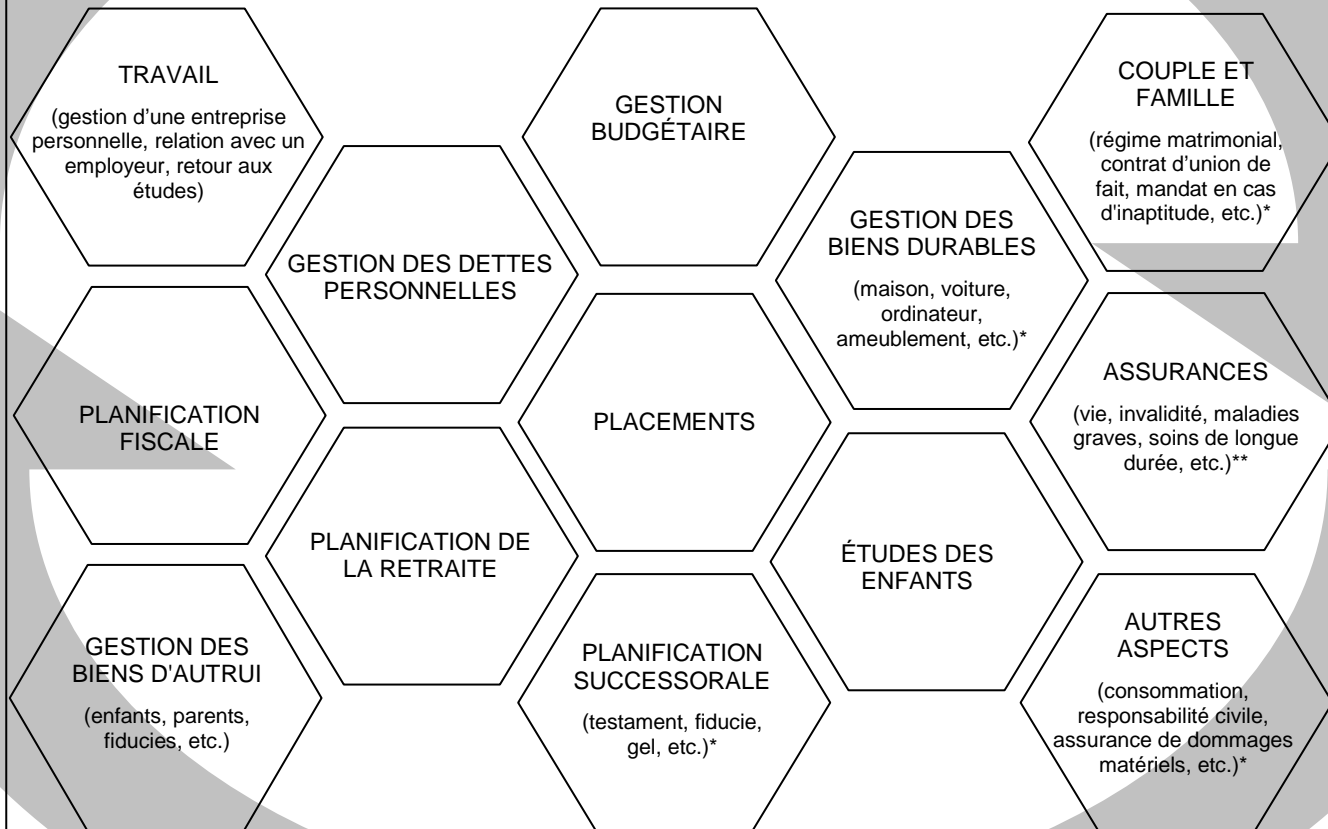 TRAVAIL
(gestion d'une entreprise
personnelle, relation avec un
employeur, retour aux
études)
GESTION
BUDGÉTAIRE
COUPLE ET
FAMILLE
(régime matrimonial,
contrat d'union de
fait, mandat en cas
d'inaptitude, etc.)*
GESTION DES DETTES
PERSONNELLES
GESTION DES
BIENS DURABLES
(maison, voiture,
ordinateur,
ameublement, etc.)*
PLANIFICATION
FISCALE
PLACEMENTS
ASSURANCES
(vie, invalidité, maladies
graves, soins de longue
durée, etc.)**
PLANIFICATION DE
LA RETRAITE
ÉTUDES DES
ENFANTS
GESTION DES
BIENS D'AUTRUI
(enfants, parents,
fiducies, etc.)
PLANIFICATION
SUCCESSORALE
(testament, fiducie,
gel, etc.)*
AUTRES
ASPECTS
(consommation,
responsabilité civile,
assurance de dommages
matériels, etc.)*